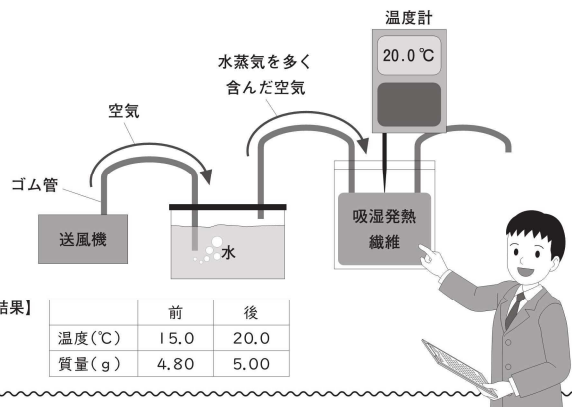 温度計
20.0℃
水蒸気を多く
含んだ空気
空気
ゴム管
送風機
水
吸湿発熱
繊維
結果】
前 後
温度(℃) 15.0 20.0
質量(g) 4.80 5.00